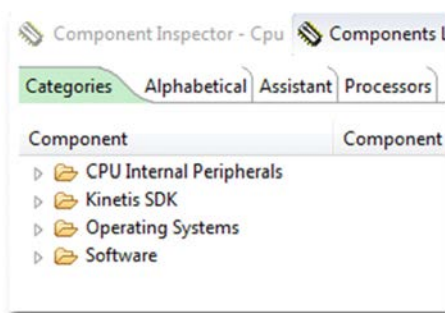 Component Inspector - Cpu Components L
Categories Alphabetical Assistant Processors
Component Component
CPU Internal Peripherals
Kinetis SDK
Operating Systems
Software